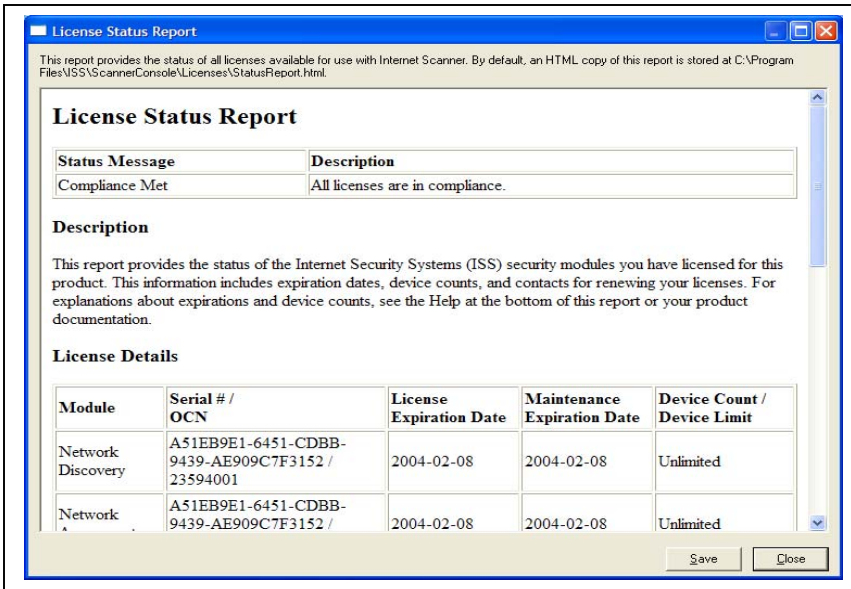 License Status Report
This report provides the status of all licenses available for use with Internet Scanner. By default, an HTML copy of this report is stored at C:\Program
Files\ISS\ScannerConsole\Licenses\StatusReport.html.
License Status Report
Status Message Description
Compliance Met All licenses are in compliance.
Description
This report provides the status of the Internet Security Systems (ISS) security modules you have licensed for this
product. This information includes expiration dates, device counts, and contacts for renewing your licenses. For
explanations about expirations and device counts, see the Help at the bottom of this report or your product
documentation.
License Details
Module Serial # / OCN License Expiration Date Maintenance Expiration Date Device Count / Device Limit
Network Discovery A51EB9E1-6451-CDBB-9439-AE909C7F3152 / 23594001 2004-02-08 2004-02-08 Unlimited
Network A51EB9E1-6451-CDBB-9439-AE909C7F3152 / 2004-02-08 2004-02-08 Unlimited
Save Close